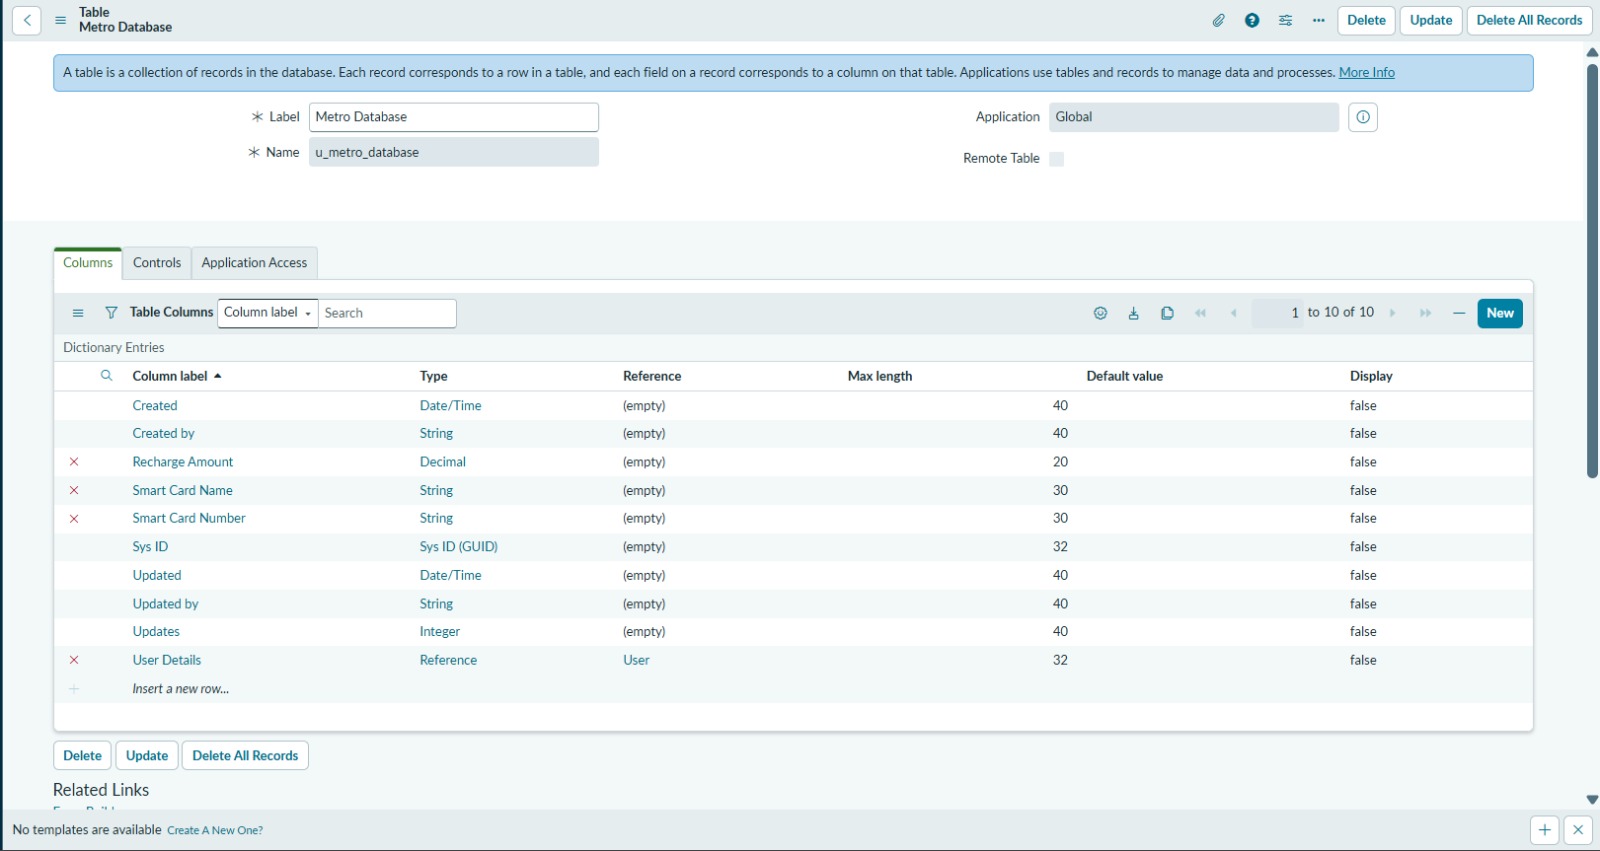 Table
Metro Database
Delete
Update
Delete All Records
A table is a collection of records in the database. Each record corresponds to a row in a table, and each field on a record corresponds to a column on that table. Applications use tables and records to manage data and processes. More Info
Label Metro Database
Application Global
Name u_metro_database
Remote Table
Columns Controls Application Access
Table Columns Column label Search 1 to 10 of 10 New
Dictionary Entries
Column label Type Reference Max length Default value Display
Created Date/Time (empty) 40 false
Created by String (empty) 40 false
Recharge Amount Decimal (empty) 20 false
Smart Card Name String (empty) 30 false
Smart Card Number String (empty) 30 false
Sys ID Sys ID (GUID) (empty) 32 false
Updated Date/Time (empty) 40 false
Updated by String (empty) 40 false
Updates Integer (empty) 40 false
User Details Reference User 32 false
Insert a new row...
Delete Update Delete All Records
Related Links
No templates are available Create A New One?